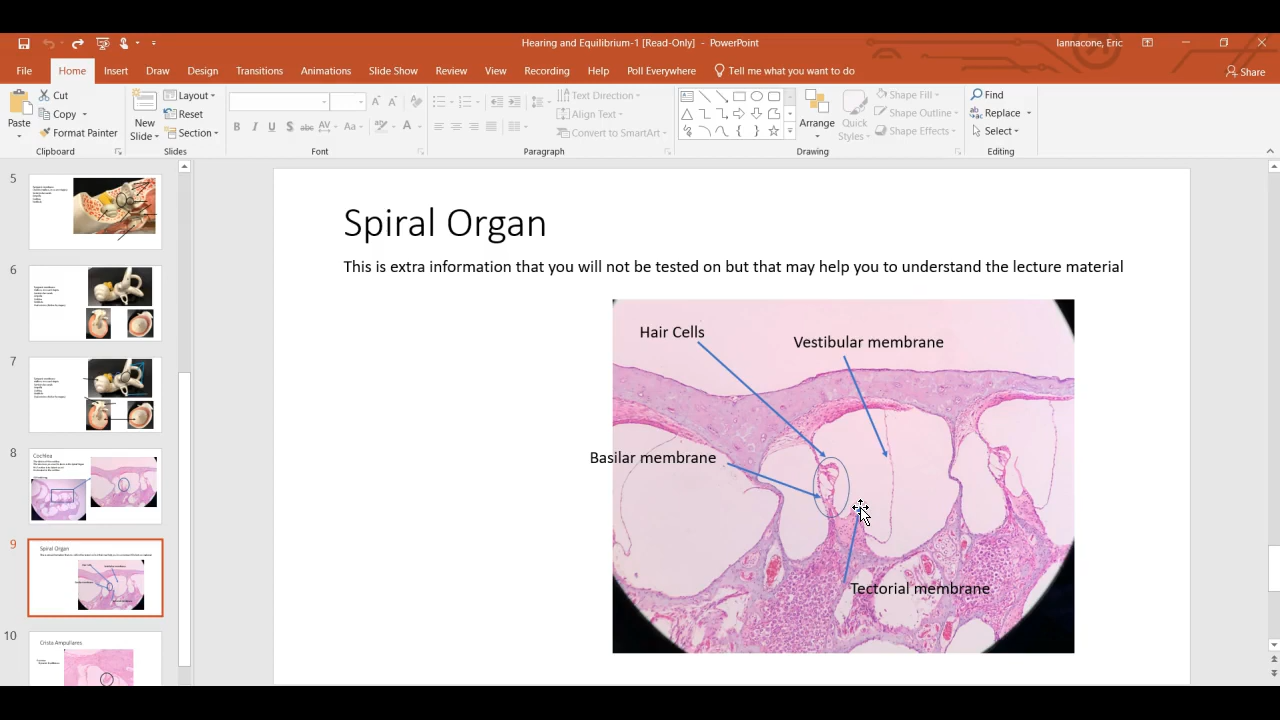 Hearing and Equilibrium-1 [Read-Only] - PowerPoint
Iannacone, Eric
File Home Insert Draw Design Transitions Animations Slide Show Review View Recording Help Poll Everywhere Tell me what you want to do
Share
Paste
Cut
Copy
Format Painter
Clipboard
New
Slide
Layout
Reset
Section
Slides
B I U S abc AV Aa A
Font
Text Direction
Align Text
Convert to SmartArt
Paragraph
Arrange
Quick
Styles
Shape Fill
Shape Outline
Shape Effects
Drawing
Find
Replace
Select
Editing
5
6
7
8
Cochlea
9
Spiral Organ
10
Crista Ampullares
Spiral Organ
This is extra information that you will not be tested on but that may help you to understand the lecture material
Hair Cells
Vestibular membrane
Basilar membrane
Tectorial membrane